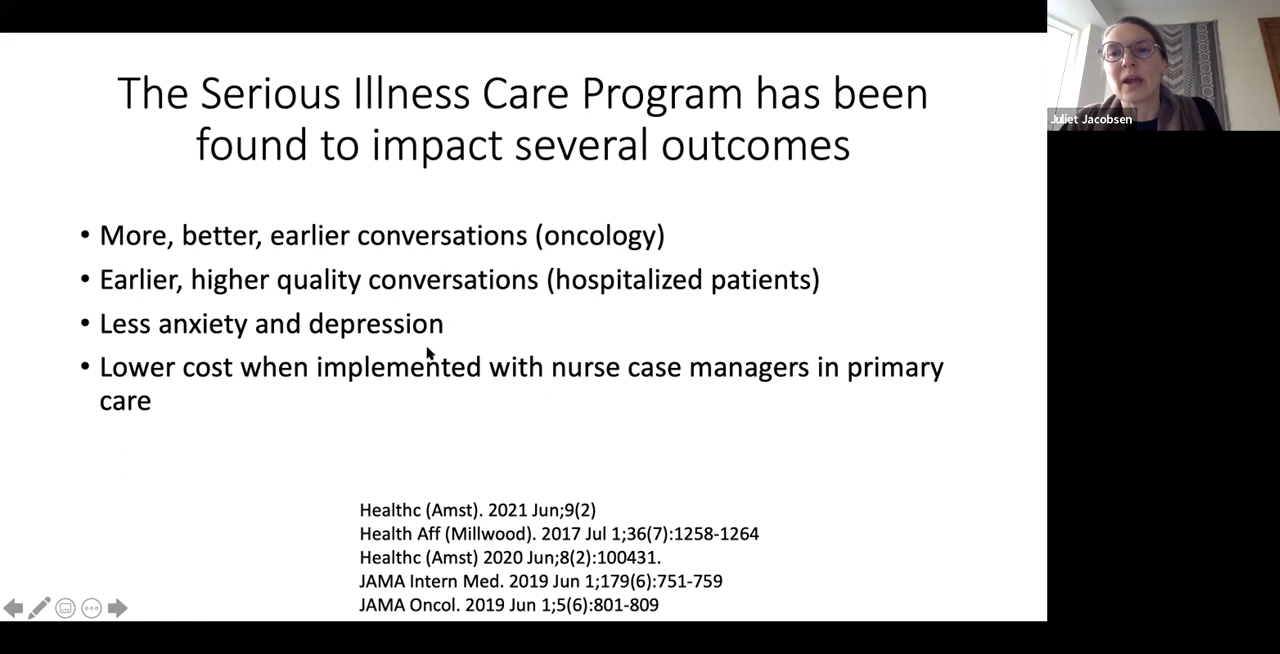 The Serious Illness Care Program has been
found to impact several outcomes
• More, better, earlier conversations (oncology)
• Earlier, higher quality conversations (hospitalized patients)
• Less anxiety and depression
• Lower cost when implemented with nurse case managers in primary
care
Healthc (Amst). 2021 Jun;9(2)
Health Aff (Millwood). 2017 Jul 1;36(7):1258-1264
Healthc (Amst) 2020 Jun;8(2):100431.
JAMA Intern Med. 2019 Jun 1;179(6):751-759
JAMA Oncol. 2019 Jun 1;5(6):801-809
Juliet Jacobsen